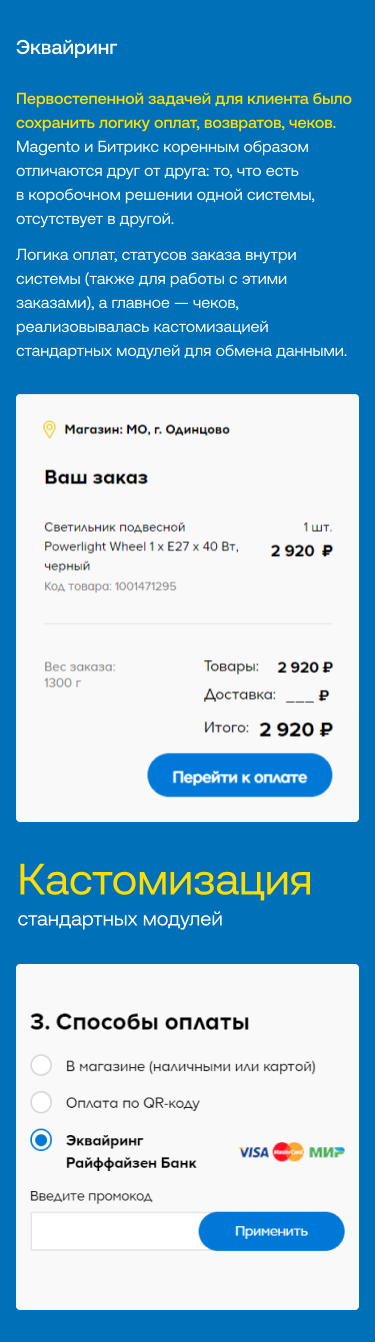 Эквайринг
Первостепенной задачей для клиента было
сохранить логику оплат, возвратов, чеков.
Magento и Битрикс коренным образом
отличаются друг от друга: то, что есть
в коробочном решении одной системы,
отсутствует в другой.
Логика оплат, статусов заказа внутри
системы (также для работы с этими
заказами), а главное — чеков,
реализовывалась кастомизацией
стандартных модулей для обмена данными.
Магазин: МО, г. Одинцово
Ваш заказ
Светильник подвесной 1 шт.
Powerlight Wheel 1 x E27 x 40 Вт, 2 920 ₽
черный
Код товара: 1001471295
Вес заказа: Товары: 2 920 ₽
1300 г Доставка: ___ ₽
Итого: 2 920 ₽
Перейти к оплате
Кастомизация
стандартных модулей
3. Способы оплаты
В магазине (наличными или картой)
Оплата по QR-коду
Эквайринг
Райффайзен Банк VISA MasterCard МИР
Введите промокод
Применить